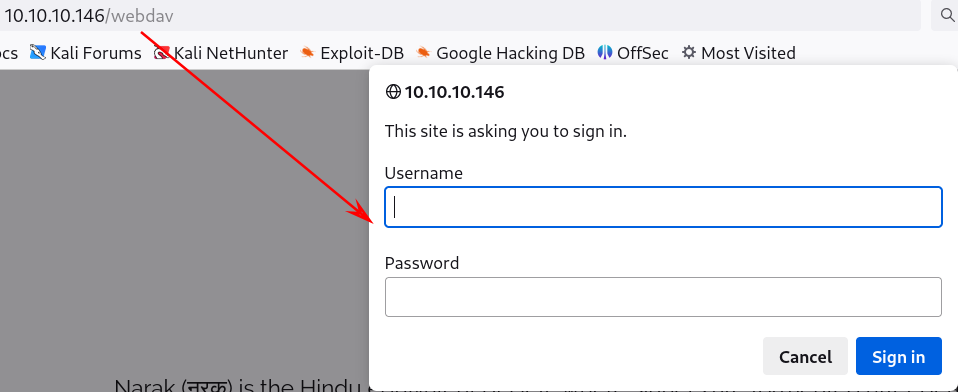 10.10.10.146/webdav
ocs Kali Forums Kali NetHunter Exploit-DB Google Hacking DB OffSec Most Visited
10.10.10.146
This site is asking you to sign in.
Username
Password
Cancel Sign in
Narak (नरक) is the Hindu